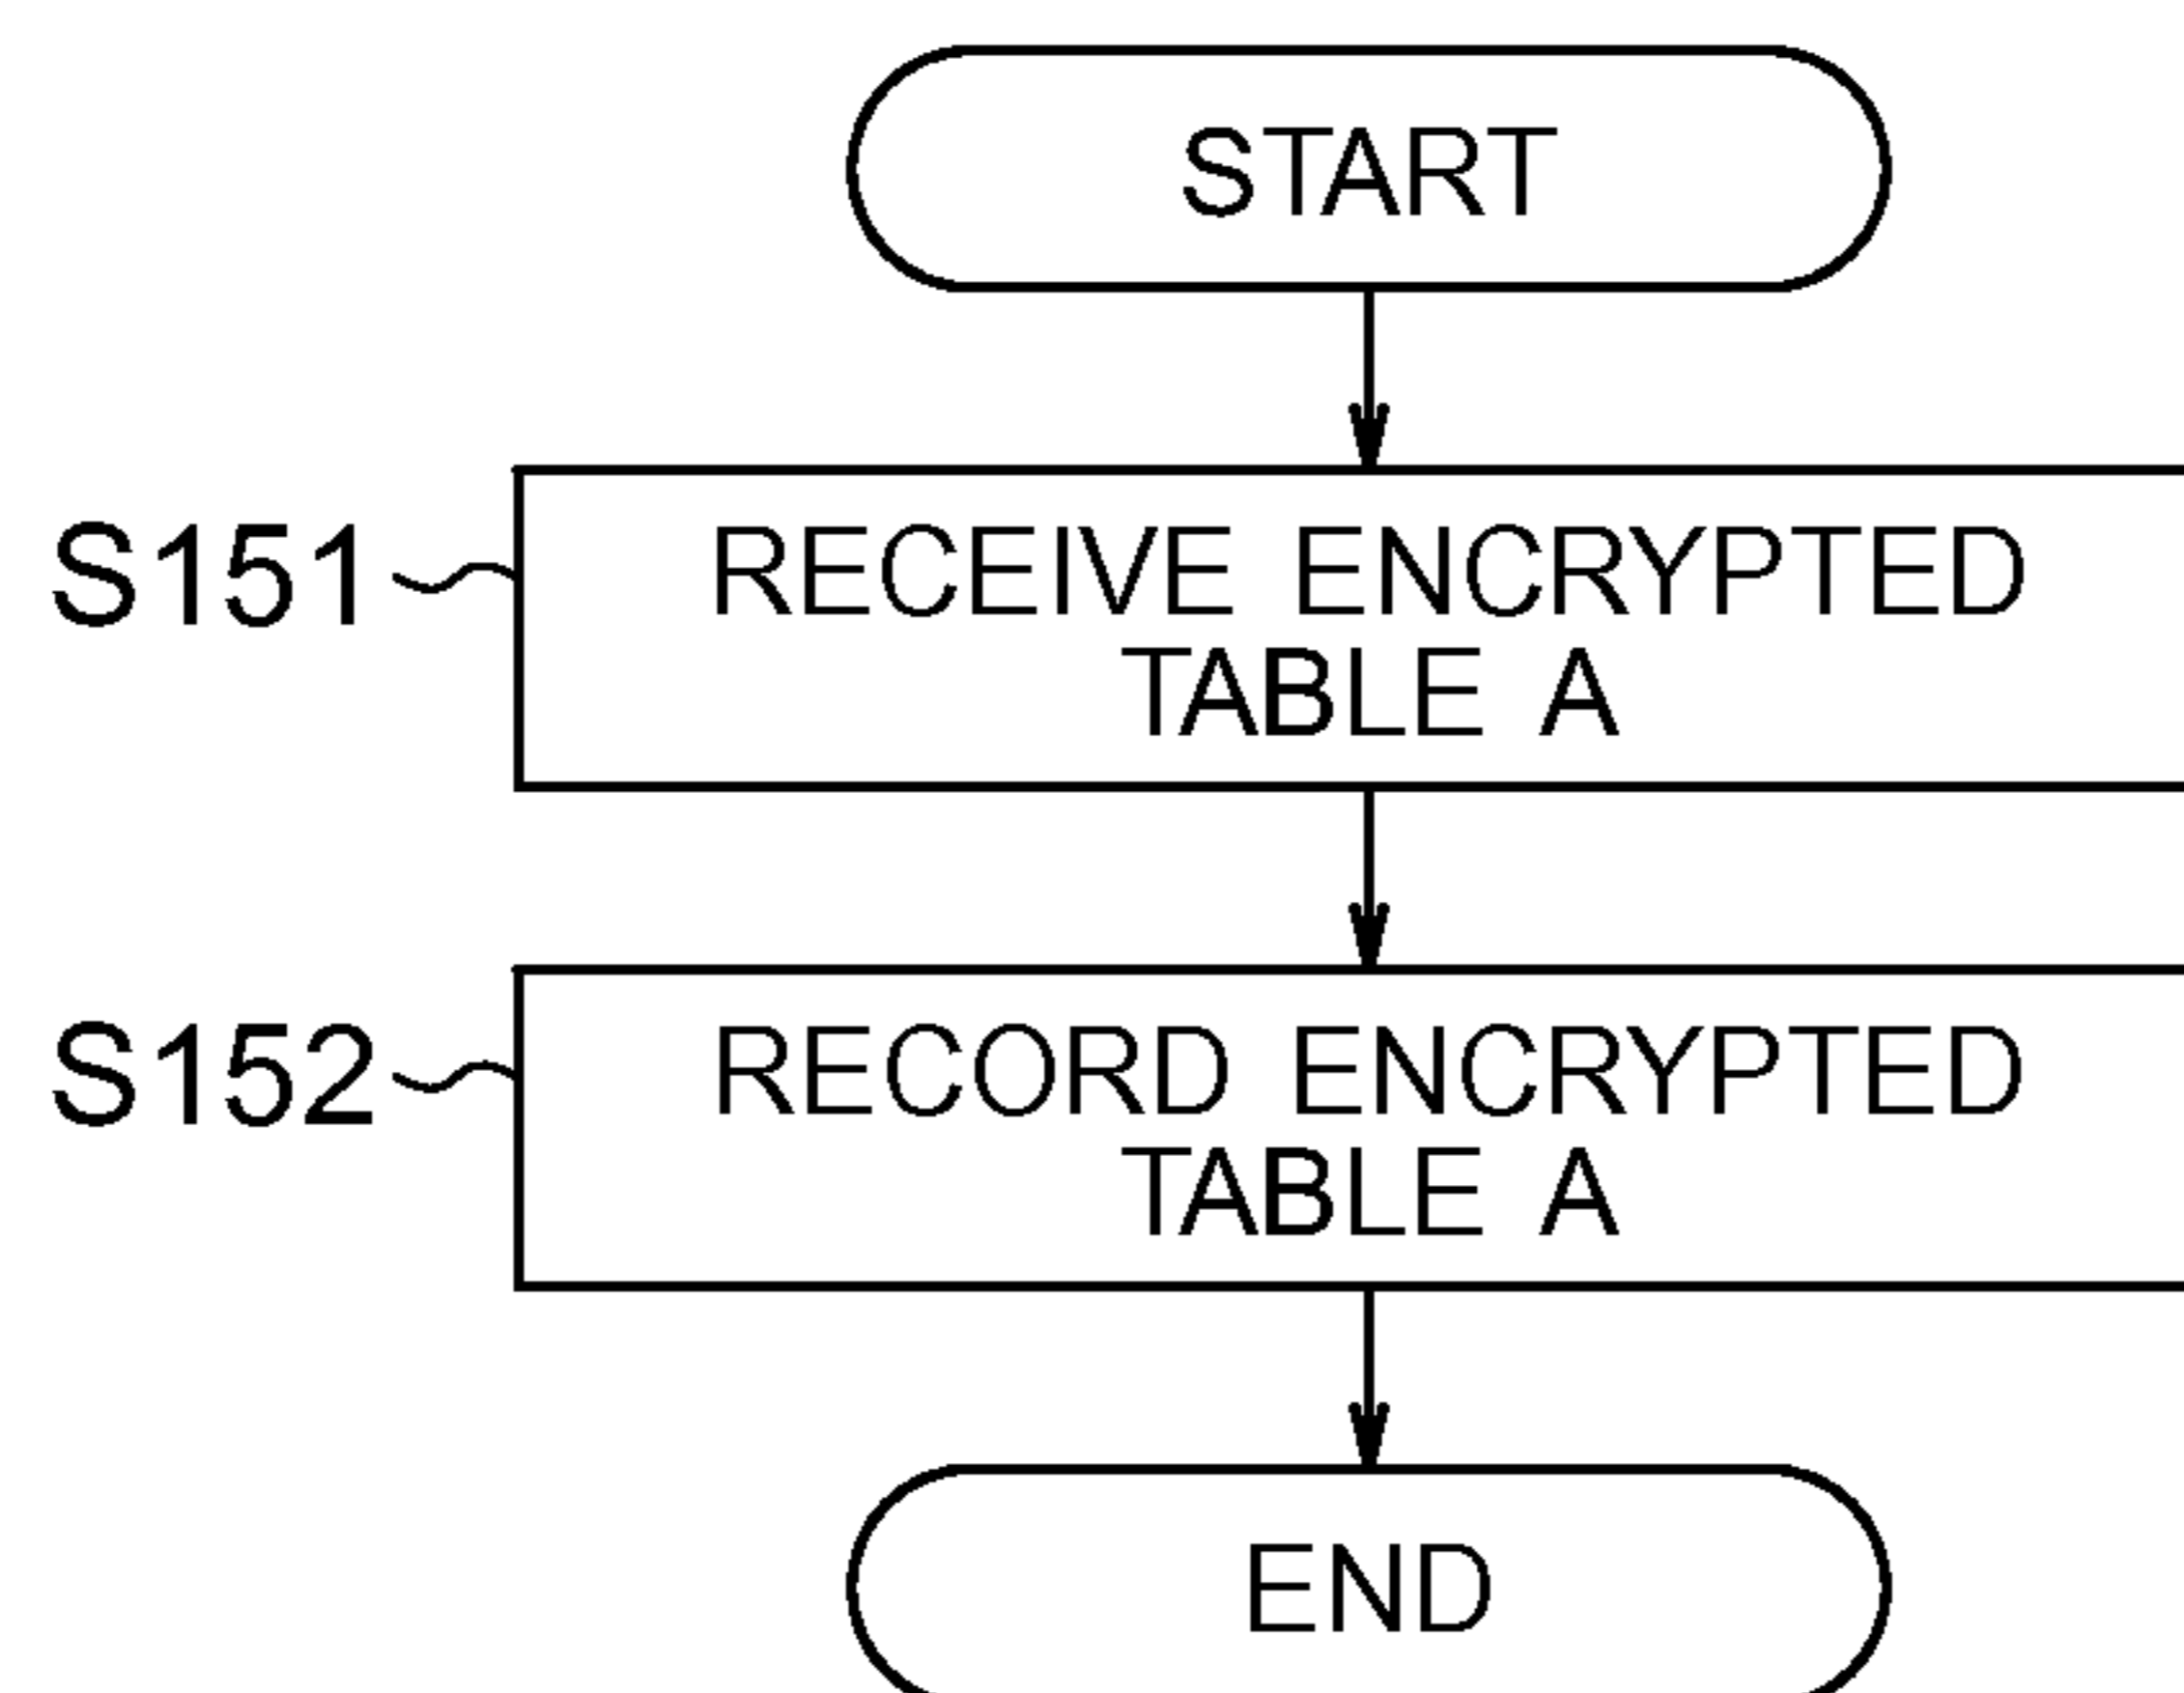 START
S151
RECEIVE ENCRYPTED
TABLE A
S152
RECORD ENCRYPTED
TABLE A
END